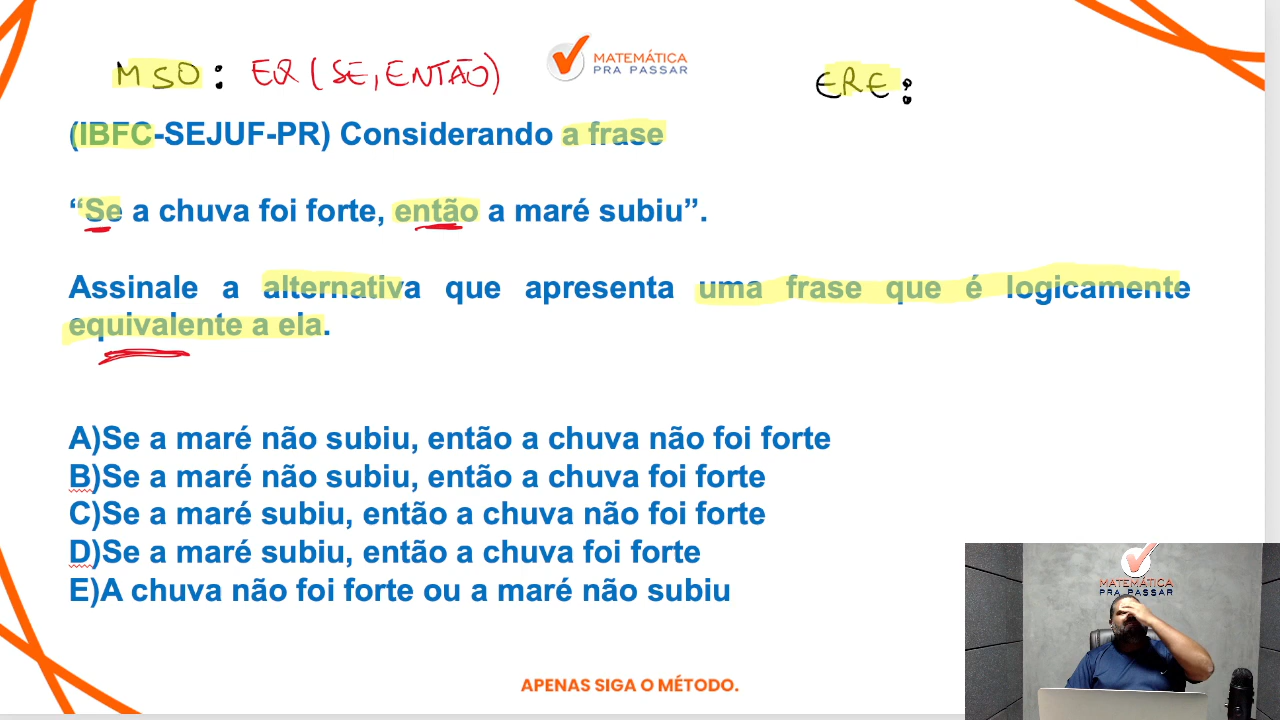 MSO: EQ (SE, ENTÃO)
MATEMÁTICA
PRA PASSAR
ERE:
(IBFC-SEJUF-PR) Considerando a frase
“Se a chuva foi forte, então a maré subiu”.
Assinale a alternativa que apresenta uma frase que é logicamente
equivalente a ela.
A)Se a maré não subiu, então a chuva não foi forte
B)Se a maré não subiu, então a chuva foi forte
C)Se a maré subiu, então a chuva não foi forte
D)Se a maré subiu, então a chuva foi forte
E)A chuva não foi forte ou a maré não subiu
MATEMÁTICA
PRA PASSAR
APENAS SIGA O MÉTODO.